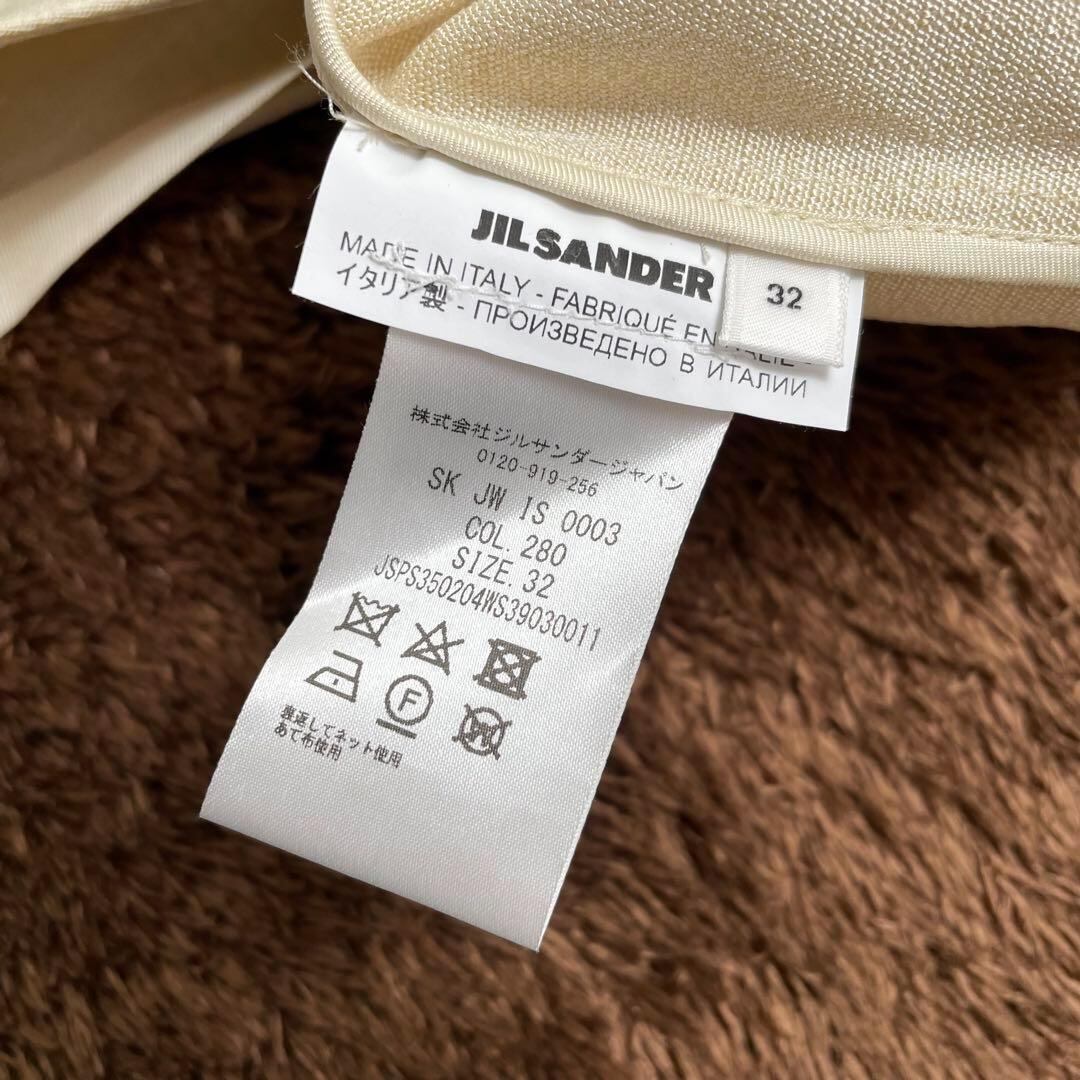 JIL SANDER
MADE IN ITALY - FABRIQUÉ EN ITALIE -
イタリア製 - ПРОИЗВЕДЕНО В ИТАЛИИ
32
株式会社ジルサンダージャパン
0120-919-256
SK JW IS 0003
COL. 280
SIZE. 32
JSPS350204WS39030011
F
裏返してネット使用
あて布使用